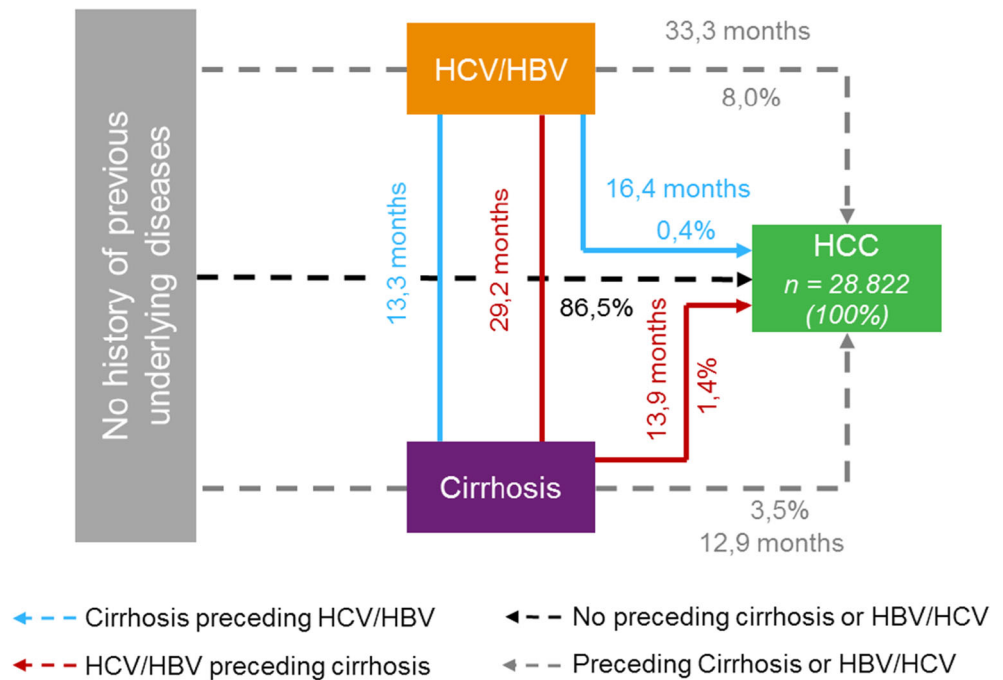 No history of previous
underlying diseases
HCV/HBV
33,3 months
8,0%
16,4 months
0,4%
13,3 months
29,2 months
86,5%
HCC
n = 28.822
(100%)
13,9 months
1,4%
Cirrhosis
3,5%
12,9 months
Cirrhosis preceding HCV/HBV
No preceding cirrhosis or HBV/HCV
HCV/HBV preceding cirrhosis
Preceding Cirrhosis or HBV/HCV